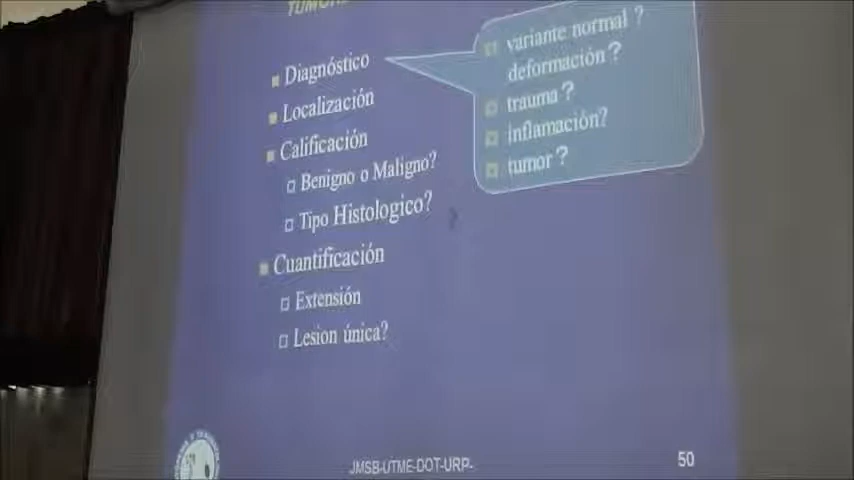 Diagnóstico
Localización
Calificación
Benigno o Maligno?
Tipo Histologico?
Cuantificación
Extensión
Lesion única?
variante normal ?
deformación ?
trauma ?
inflamación?
tumor ?
JMSB-UTME-DOT-URP-
50